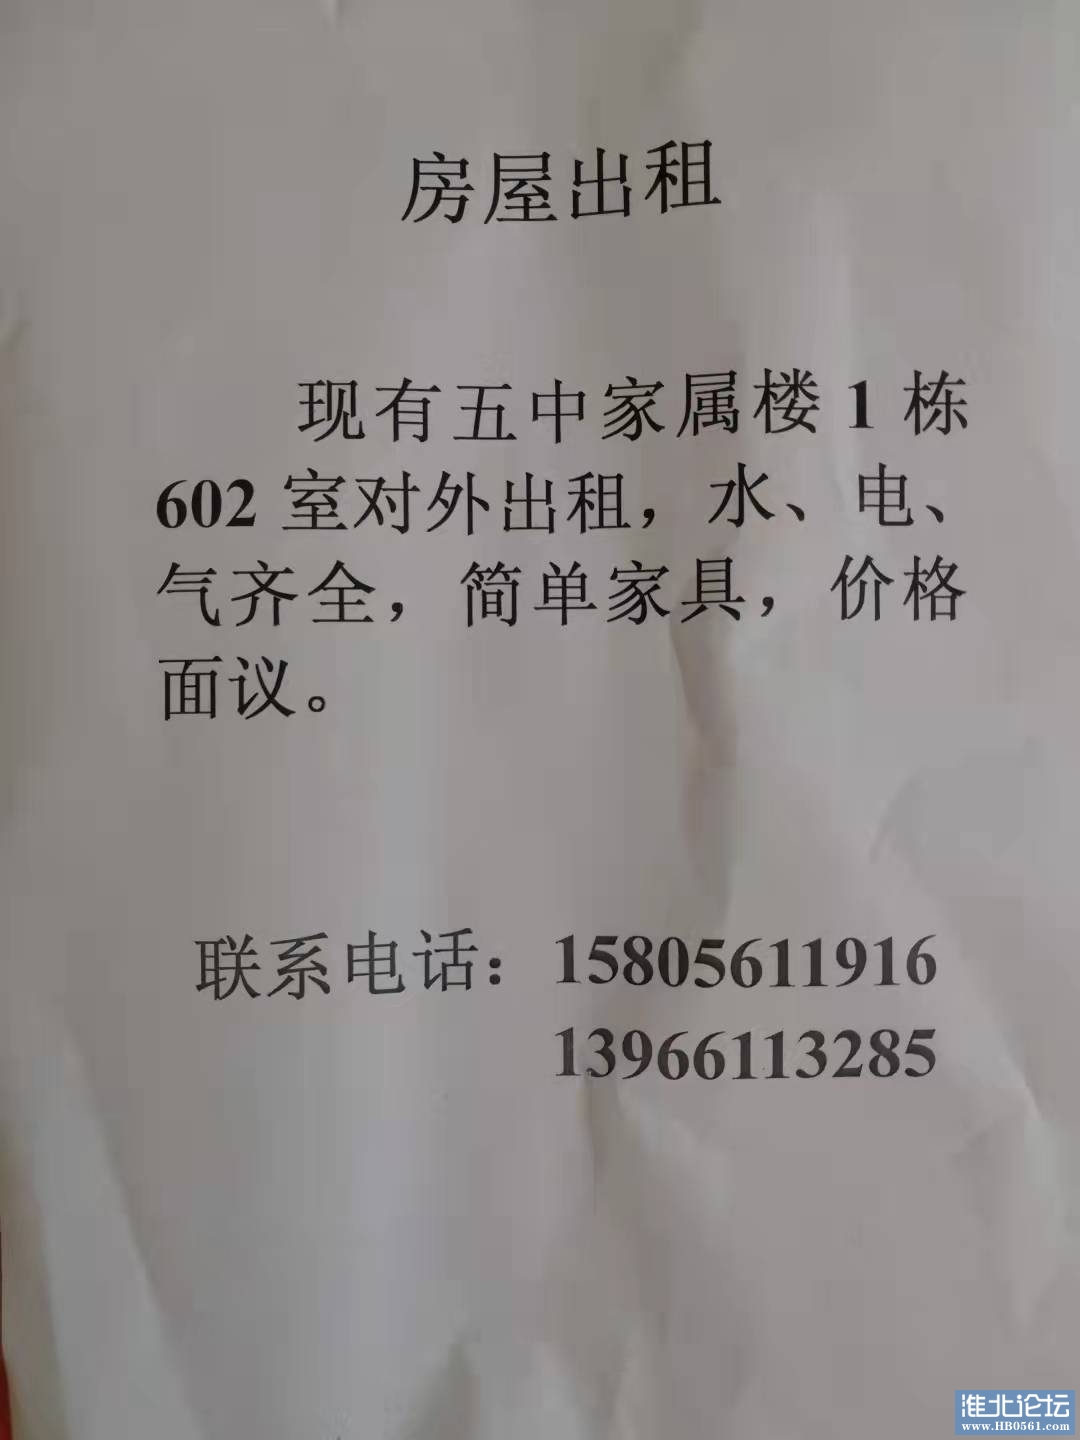 房屋出租
现有五中家属楼 1 栋
602 室对外出租，水、电、
气齐全，简单家具，价格
面议。
联系电话：15805611916
13966113285
淮北论坛
www.HB0561.com